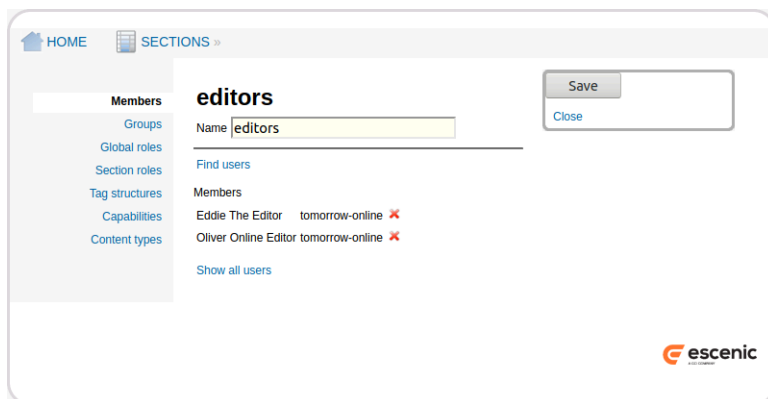 HOME SECTIONS »
Members
Groups
Global roles
Section roles
Tag structures
Capabilities
Content types
editors
Name editors
Find users
Members
Eddie The Editor tomorrow-online
Oliver Online Editor tomorrow-online
Show all users
Save
Close
escenic